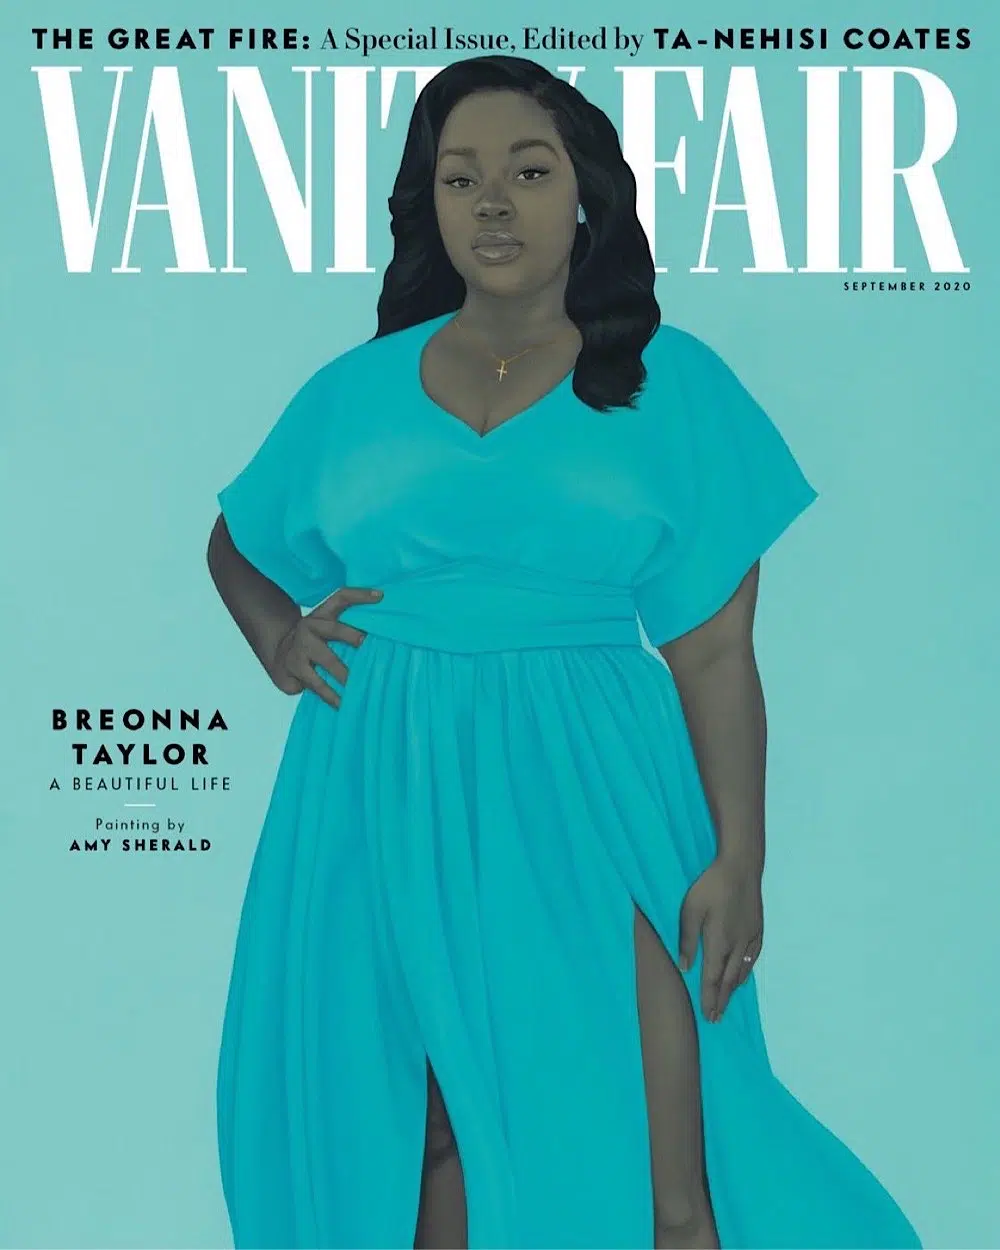 THE GREAT FIRE: A Special Issue, Edited by TA-NEHISI COATES
VANITY FAIR
SEPTEMBER 2020
BREONNA
TAYLOR
A BEAUTIFUL LIFE
Painting by
AMY SHERALD